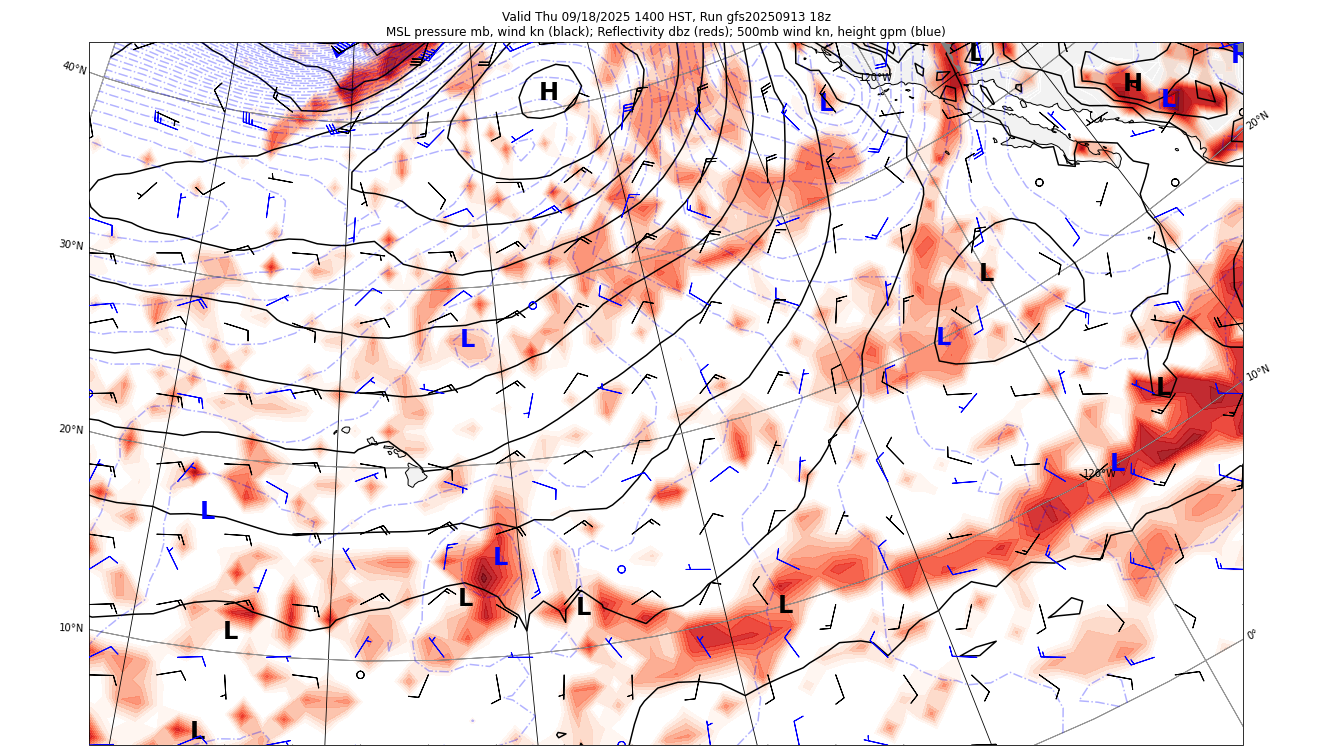 Valid Thu 09/18/2025 1400 HST, Run gfs20250913 18z
MSL pressure mb, wind kn (black); Reflectivity dbz (reds); 500mb wind kn, height gpm (blue)
L
H
40°N
120°W
H
H
L
L
20°N
30°N
L
L
L
10°N
L
20°N
L
120°W
L
L
L
L
L
10°N
L
0°
L